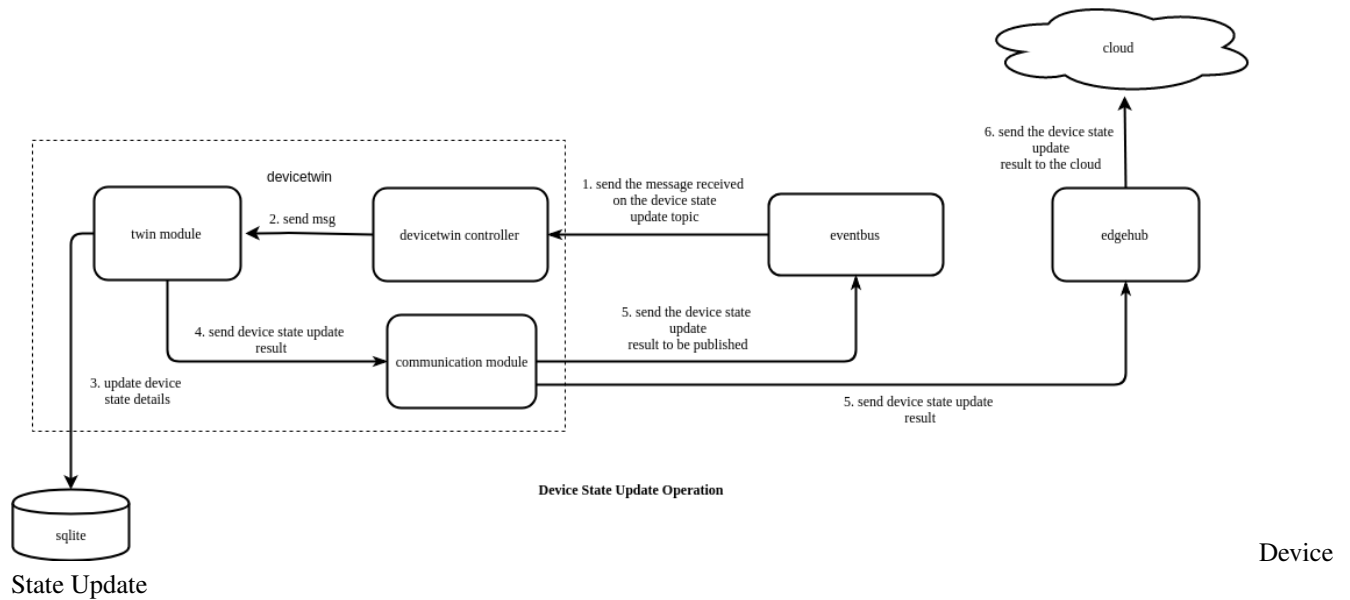 cloud
6. send the device state
update
result to the cloud
devicetwin
1. send the message received
on the device state
update topic
2. send msg
twin module
devicetwin controller
eventbus
edgehub
4. send device state update
result
5. send the device state
update
result to be published
communication module
3. update device
state details
5. send device state update
result
Device State Update Operation
sqlite
Device
State Update